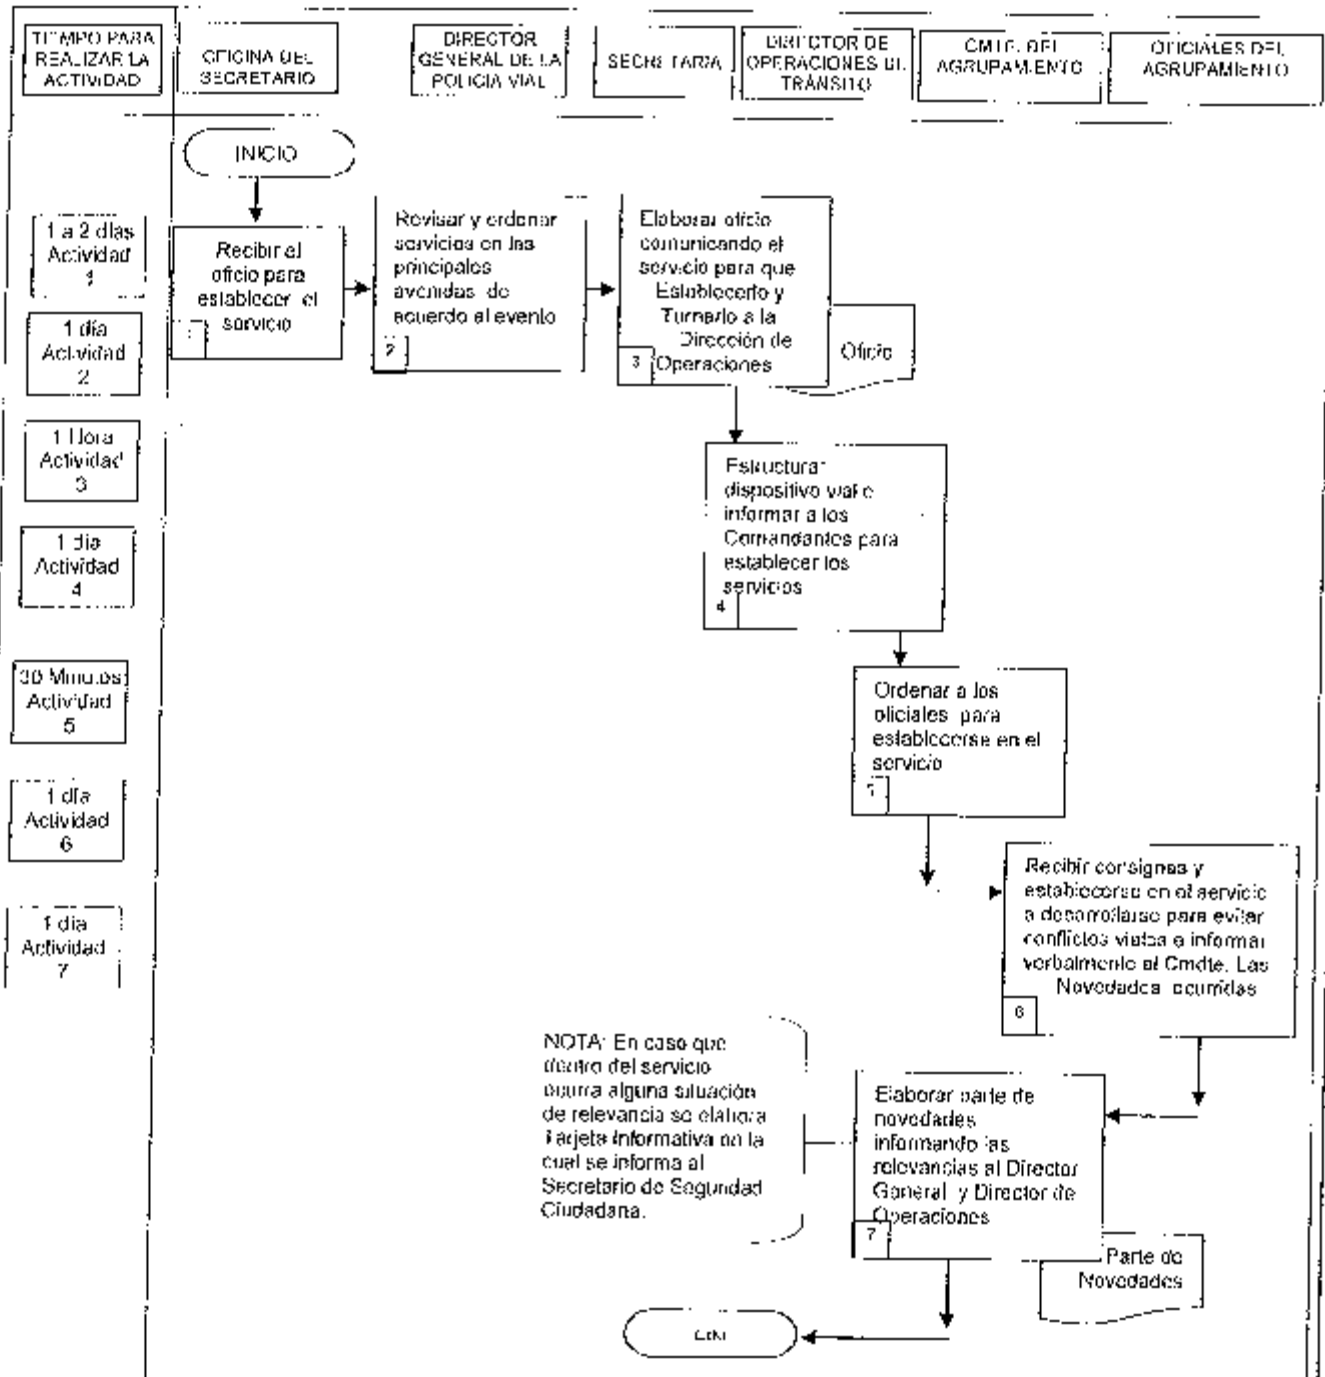 TIEMPO PARA
REALIZAR LA
ACTIVIDAD
OFICINA DEL
SECRETARIO
DIRECTOR
GENERAL DE LA
POLICIA VIAL
SECRETARIA
DIRECTOR DE
OPERACIONES DE
TRÁNSITO
CMTE. DEL
AGRUPAMIENTO
OFICIALES DEL
AGRUPAMIENTO
INICIO
1 a 2 días
Actividad
1
1 día
Actividad
2
1 Hora
Actividad
3
1 día
Actividad
4
30 Minutos
Actividad
5
1 día
Actividad
6
1 día
Actividad
7
Recibir el
oficio para
establecer el
servicio
1
Revisar y ordenar
servicios en las
principales
avenidas de
acuerdo al evento
2
Elaborar oficio
comunicando el
servicio para que
Establecerlo y
Turnarlo a la
Dirección de
Operaciones
3
Oficio
Estructurar
dispositivo vial e
informar a los
Comandantes para
establecer los
servicios
4
Ordenar a los
oficiales para
establecerse en el
servicio
5
Recibir consignas y
establecerse en el servicio
a desarrollarse para evitar
conflictos viales e informar
verbalmente al Cmdte. Las
Novedades ocurridas
6
NOTA: En caso que
dentro del servicio
ocurra alguna situación
de relevancia se elabora
Tarjeta Informativa en la
cual se informa al
Secretario de Seguridad
Ciudadana.
Elaborar parte de
novedades
informando las
relevancias al Director
General y Director de
Operaciones
7
Parte de
Novedades
FIN